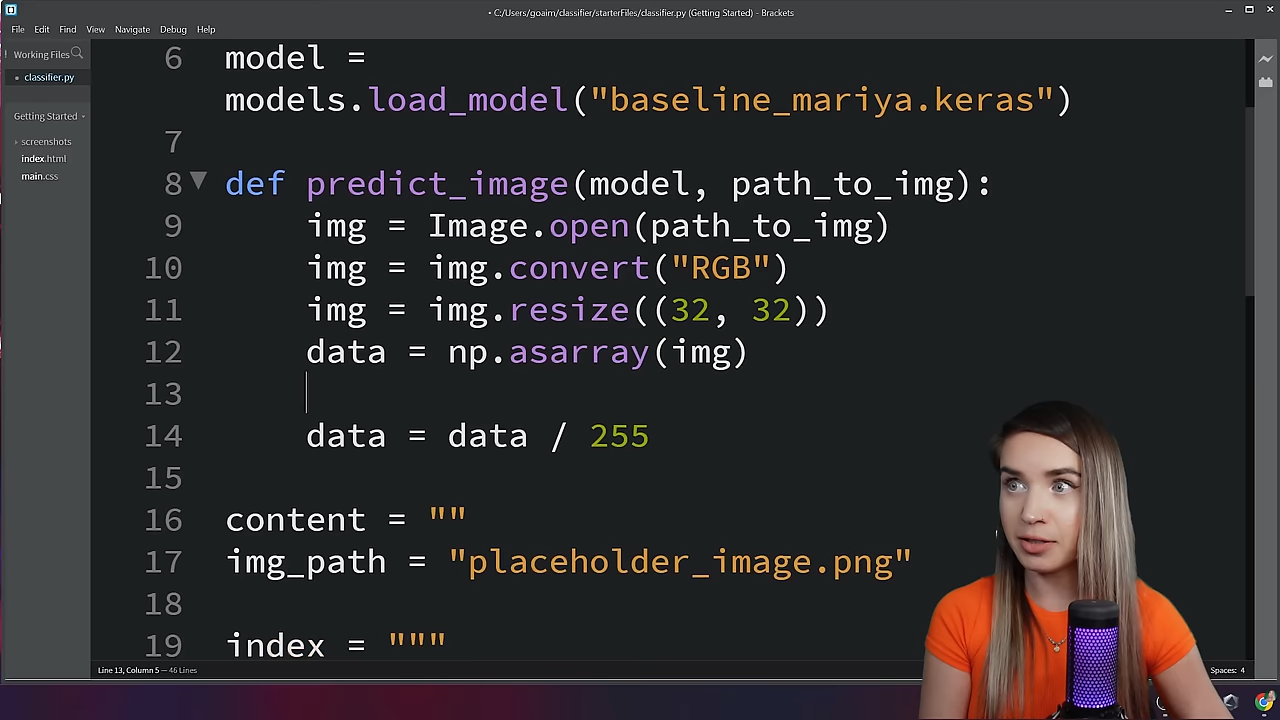 • C:/Users/goaim/classifier/starterFiles/classifier.py (Getting Started) - Brackets
File Edit Find View Navigate Debug Help
Working Files
• classifier.py
Getting Started
screenshots
index.html
main.css
6 model =
models.load_model("baseline_mariya.keras")
7
8 def predict_image(model, path_to_img):
9 img = Image.open(path_to_img)
10 img = img.convert("RGB")
11 img = img.resize((32, 32))
12 data = np.asarray(img)
13
14 data = data / 255
15
16 content = ""
17 img_path = "placeholder_image.png"
18
19 index = """
Line 13, Column 5 — 46 Lines
Spaces: 4